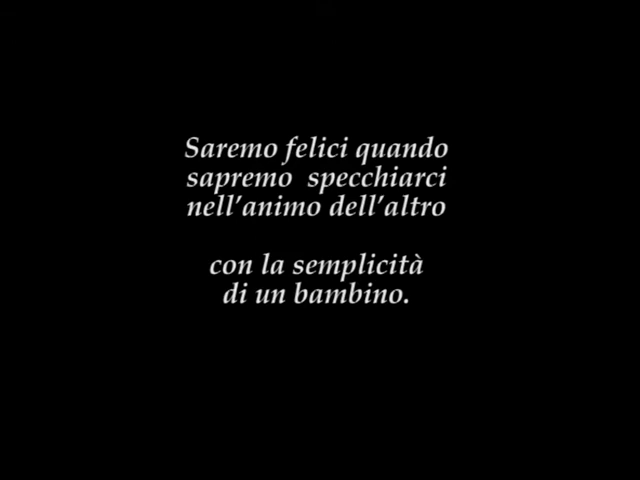 Saremo felici quando
sapremo specchiarci
nell'animo dell'altro
con la semplicità
di un bambino.